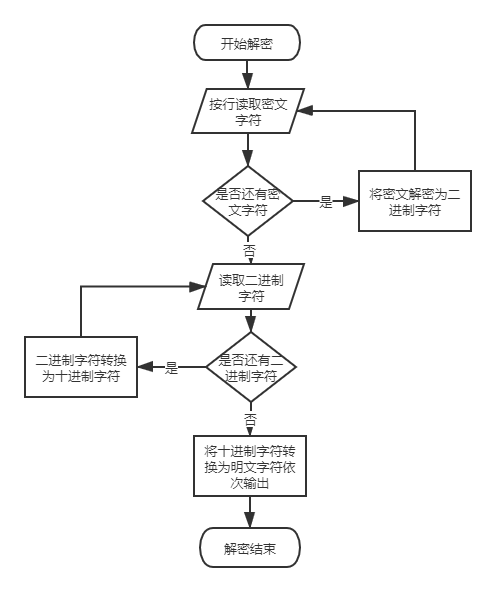 开始解密
按行读取密文
字符
是否还有密
文字符
是
将密文解密为二
进制字符
否
读取二进制
字符
是否还有二
进制字符
是
二进制字符转换
为十进制字符
否
将十进制字符转
换为明文字符依
次输出
解密结束